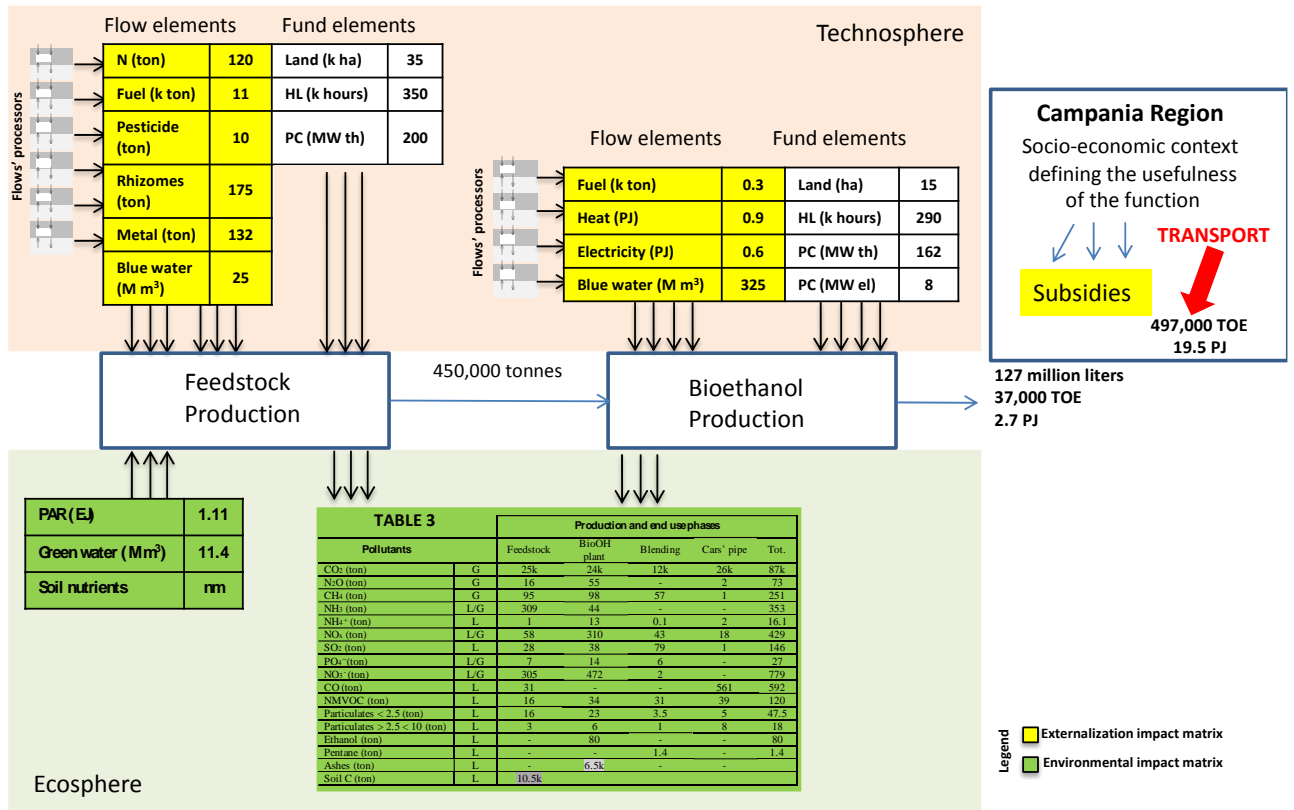 Technosphere
Flow elements Fund elements
Flows' processors
N (ton) 120 Land (k ha) 35
Fuel (k ton) 11 HL (k hours) 350
Pesticide
(ton) 10 PC (MW th) 200
Rhizomes
(ton) 175
Metal (ton) 132
Blue water
(M m³) 25
Flow elements Fund elements
Flows' processors
Fuel (k ton) 0.3 Land (ha) 15
Heat (PJ) 0.9 HL (k hours) 290
Electricity (PJ) 0.6 PC (MW th) 162
Blue water (M m³) 325 PC (MW el) 8
Campania Region
Socio-economic context
defining the usefulness
of the function
TRANSPORT
Subsidies
497,000 TOE
19.5 PJ
Feedstock
Production
450,000 tonnes
Bioethanol
Production
127 million liters
37,000 TOE
2.7 PJ
PAR (EJ) 1.11
Green water (Mm³) 11.4
Soil nutrients nm
TABLE 3 Production and end use phases
Pollutants Feedstock BioOH plant Blending Cars' pipe Tot.
CO₂ (ton) G 25k 24k 12k 26k 87k
N₂O (ton) G 16 55 - 2 73
CH₄ (ton) G 95 98 57 1 251
NH₃ (ton) L/G 309 44 - - 353
NH₄⁺ (ton) L 1 13 0.1 2 16.1
NOₓ (ton) L/G 58 310 43 18 429
SO₂ (ton) L 28 38 79 1 146
PO₄⁻ (ton) L/G 7 14 6 - 27
NO₃⁻ (ton) L/G 305 472 2 - 779
CO (ton) L 31 - - 561 592
NMVOC (ton) L 16 34 31 39 120
Particulates < 2.5 (ton) L 16 23 3.5 5 47.5
Particulates > 2.5 < 10 (ton) L 3 6 1 8 18
Ethanol (ton) L - 80 - - 80
Pentane (ton) L - - 1.4 - 1.4
Ashes (ton) L - 6.5k - -
Soil C (ton) L 10.5k
Ecosphere
Legend
Externalization impact matrix
Environmental impact matrix